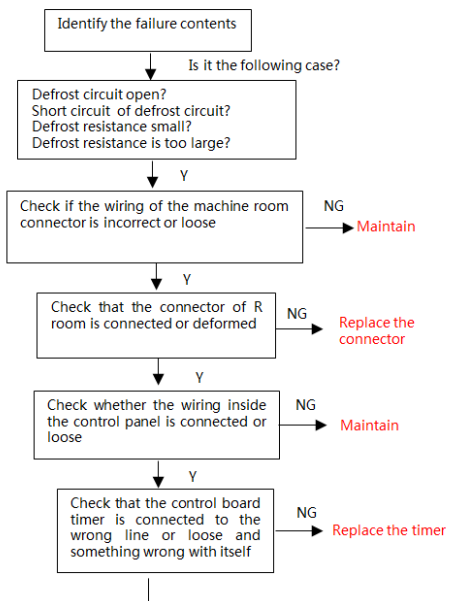 Identify the failure contents
Is it the following case?
Defrost circuit open?
Short circuit of defrost circuit?
Defrost resistance small?
Defrost resistance is too large?
Y
Check if the wiring of the machine room
connector is incorrect or loose
NG
Maintain
Y
Check that the connector of R
room is connected or deformed
NG
Replace the
connector
Y
Check whether the wiring inside
the control panel is connected or
loose
NG
Maintain
Y
Check that the control board
timer is connected to the
wrong line or loose and
something wrong with itself
NG
Replace the timer